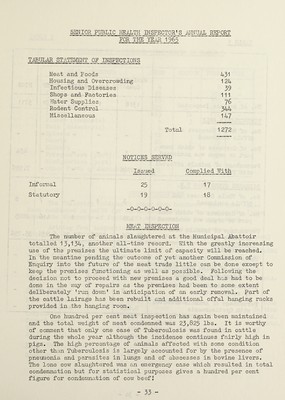 SENIOR PUBLIC HEALTH INSPECTOR'S ANNUAL REPORT
FOR THE YEAR 1965
TABULAR STATEMENT OF INSPECTIONS
Meat and Foods 431
Housing and Overcrowding 124
Infectious Diseases 39
Shops and Factories 111
Water Supplies 76
Rodent Control 344
Miscellaneous 147
Total 1272
NOTICES SERVED
Issued Complied With
Informal 25 17
Statutory 19 18
-0-0-0-0-0-
MEAT INSPECTION
The number of animals slaughtered at the Municipal Abattoir
totalled 13,134, another all-time record. With the greatly increasing
use of the premises the ultimate limit of capacity will be reached.
In the meantime pending the outcome of yet another Commission of
Enquiry into the future of the meat trade little can be done except to
keep the premises functioning as well as possible. Following the
decision not to proceed with new premises a good deal has had to be
done in the way of repairs as the premises had been to some extent
deliberately 'run down' in anticipation of an early removal. Part of
the cattle lairage has been rebuilt and additional offal hanging racks
provided in the hanging room.
One hundred per cent meat inspection has again been maintained
and the total weight of meat condemned was 23,825 lbs. It is worthy
of comment that only one case of Tuberculosis was found in cattle
during the whole year although the incidence continues fairly high in
pigs. The high percentage of animals affected with some condition
other than Tuberculosis is largely accounted for by the presence of
pneumonia and parasites in lungs and of abscesses in bovine livers.
The lone cow slaughtered was an emergency case which resulted in total
condemnation but for statistical purposes gives a hundred per cent
figure for condemnation of cow beef!
- 33 -